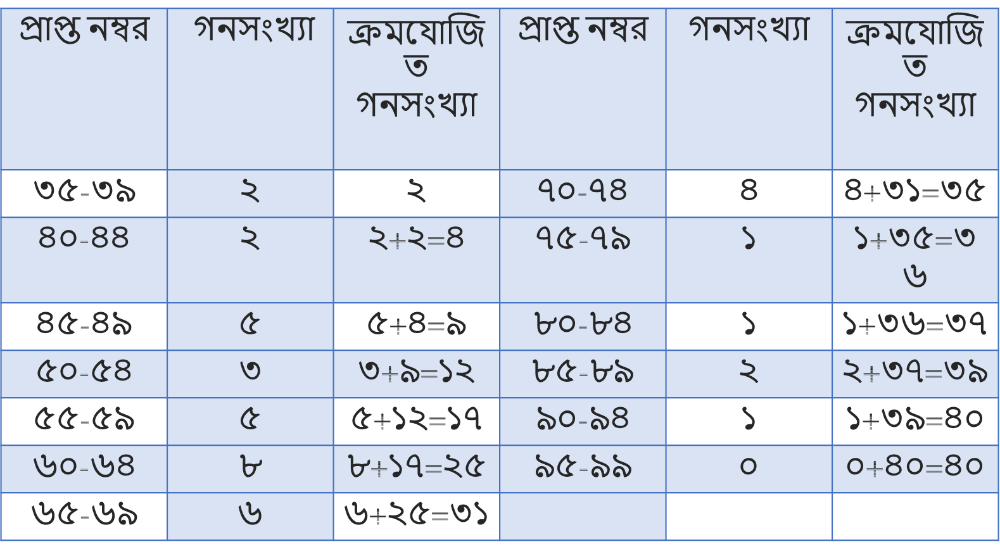 প্রাপ্ত নম্বর গনসংখ্যা ক্রমযোজি প্রাপ্ত নম্বর গনসংখ্যা ক্রমযোজি
ত ত
গনসংখ্যা গনসংখ্যা
৩৫-৩৯ ২ ২ ৭০-৭৪ ৪ ৪+৩১=৩৫
৪০-৪৪ ২ ২+২=৪ ৭৫-৭৯ ১ ১+৩৫=৩
৬
৪৫-৪৯ ৫ ৫+৪=৯ ৮০-৮৪ ১ ১+৩৬=৩৭
৫০-৫৪ ৩ ৩+৯=১২ ৮৫-৮৯ ২ ২+৩৭=৩৯
৫৫-৫৯ ৫ ৫+১২=১৭ ৯০-৯৪ ১ ১+৩৯=৪০
৬০-৬৪ ৮ ৮+১৭=২৫ ৯৫-৯৯ ০ ০+৪০=৪০
৬৫-৬৯ ৬ ৬+২৫=৩১